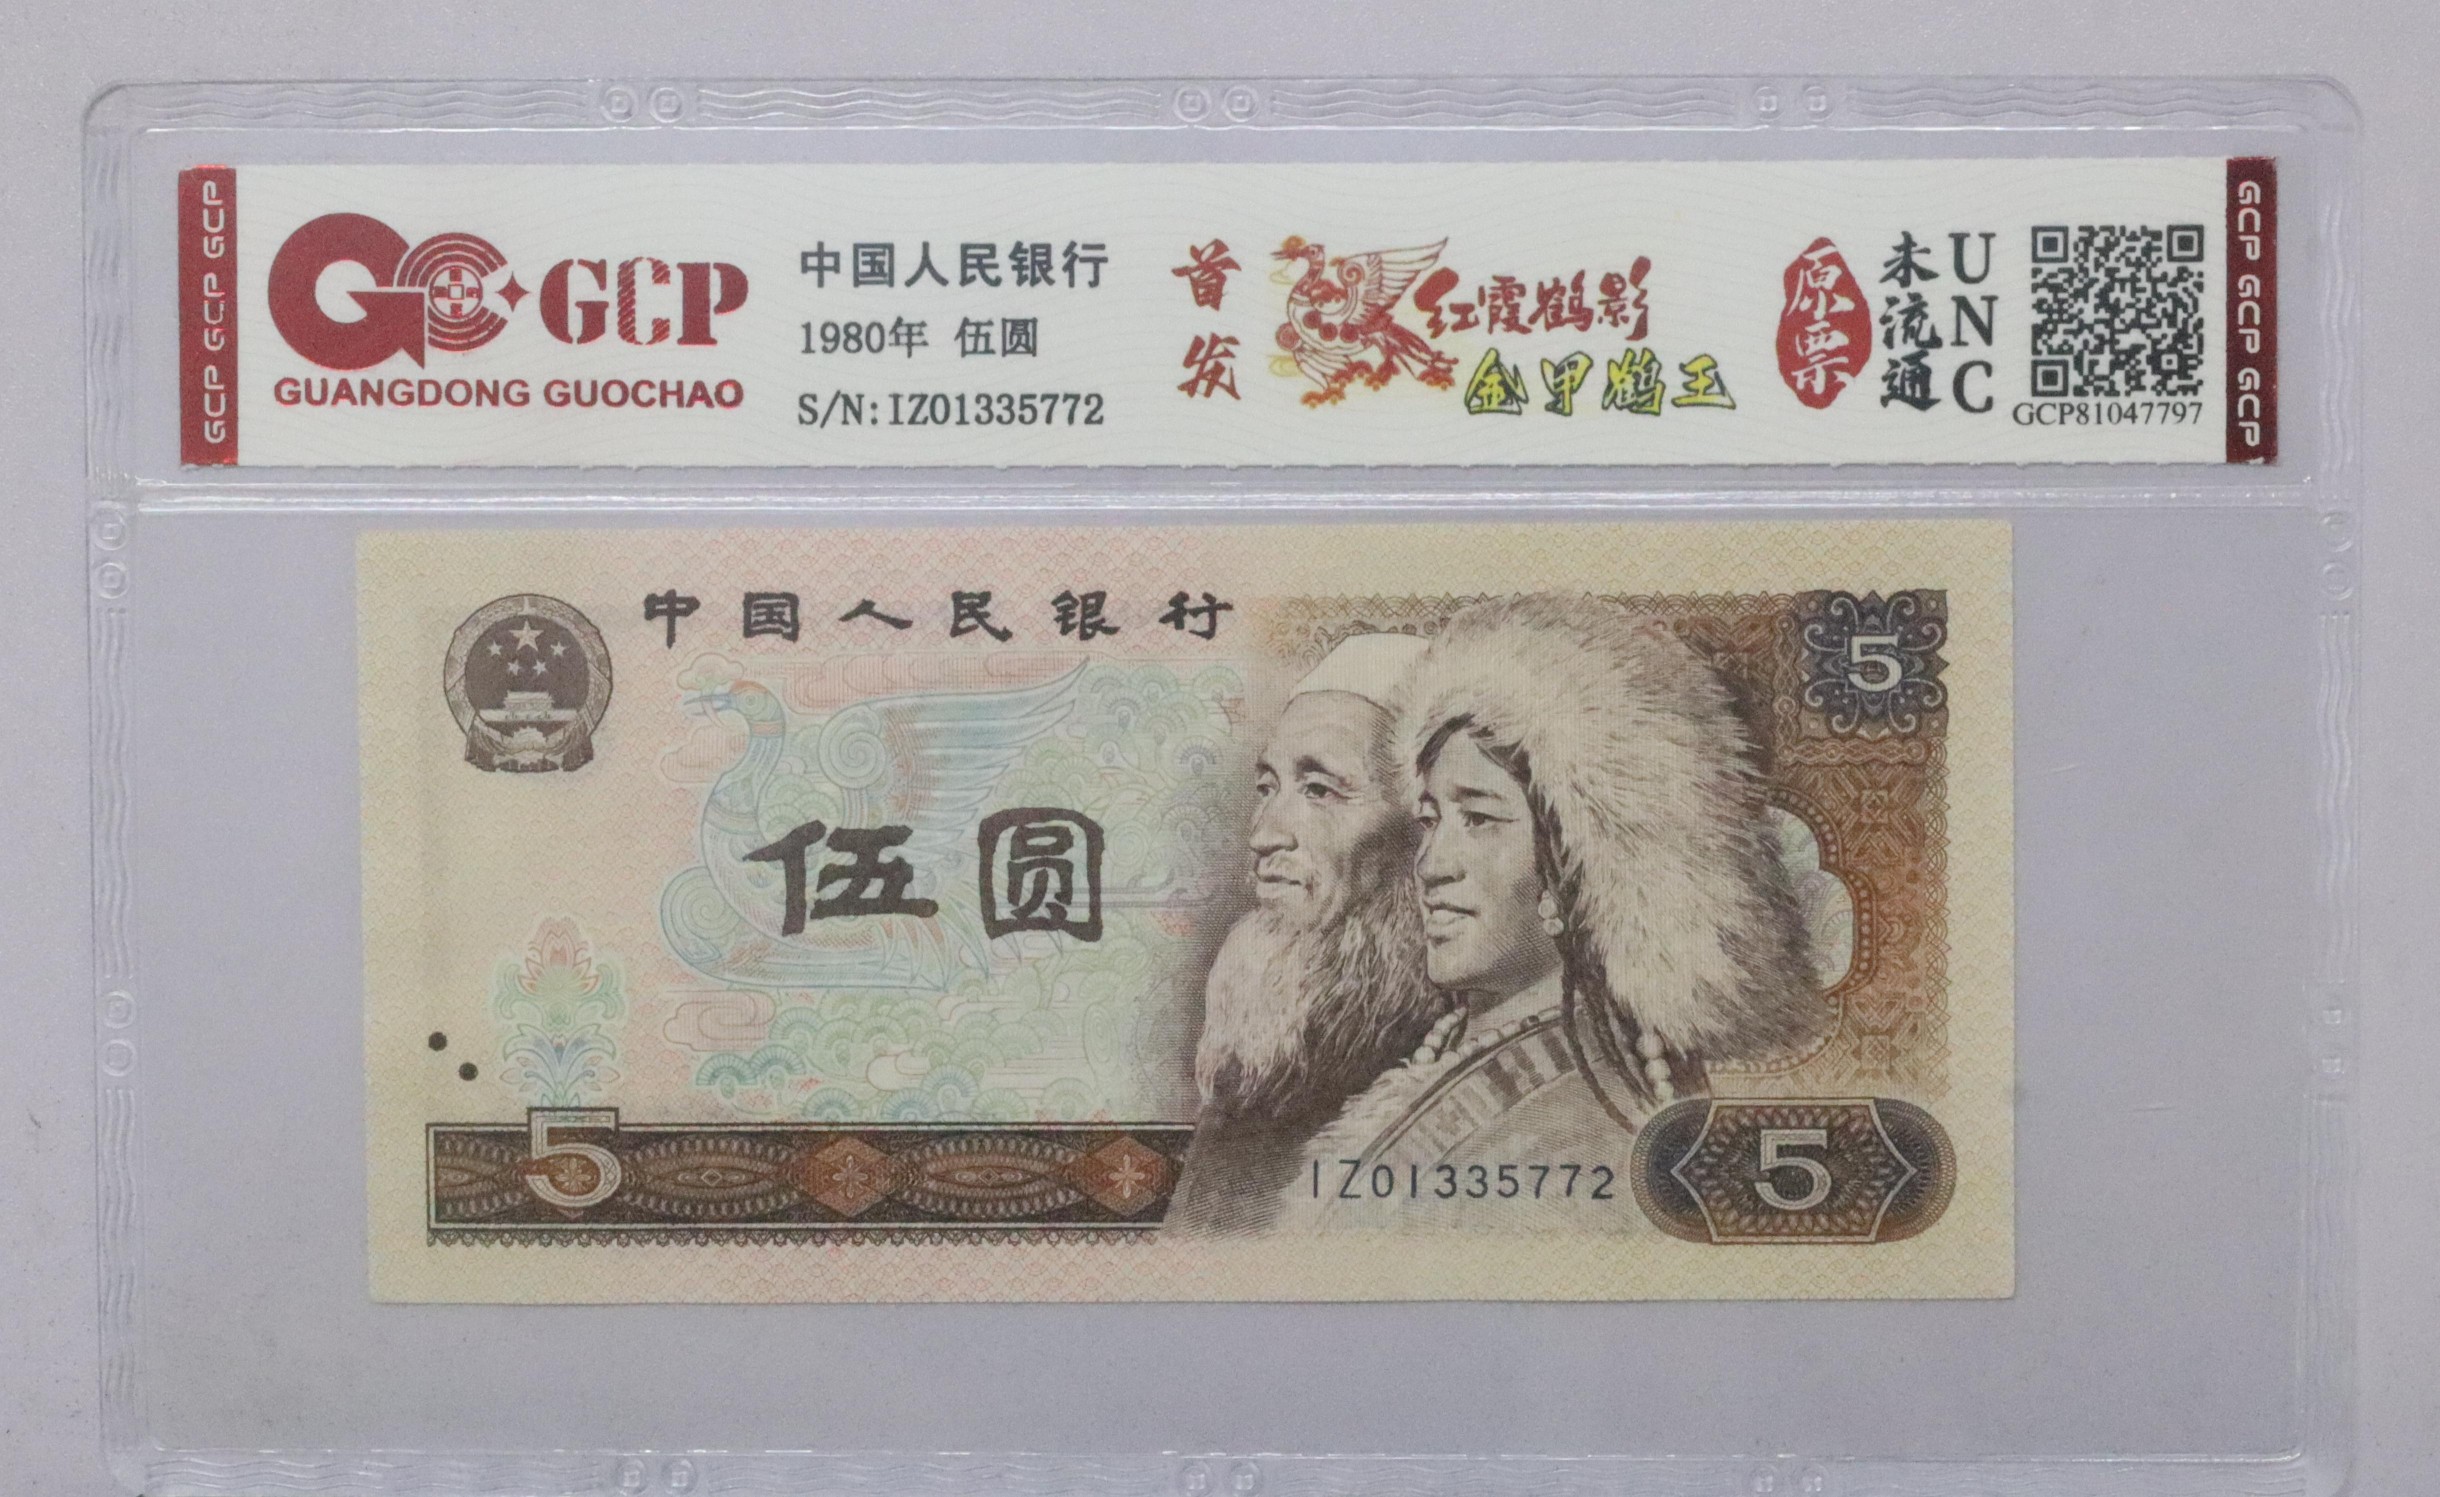 GCP GCP GCP GCP
GCP
GUANGDONG GUOCHAO
中国人民银行
1980年 伍圆
S/N:IZ01335772
首发
红霞鹤影
金甲鹤王
原票
未流通
UNC
GCP81047797
GCP GCP GCP GCP
中国人民银行
5
伍圆
5
IZ01335772
5